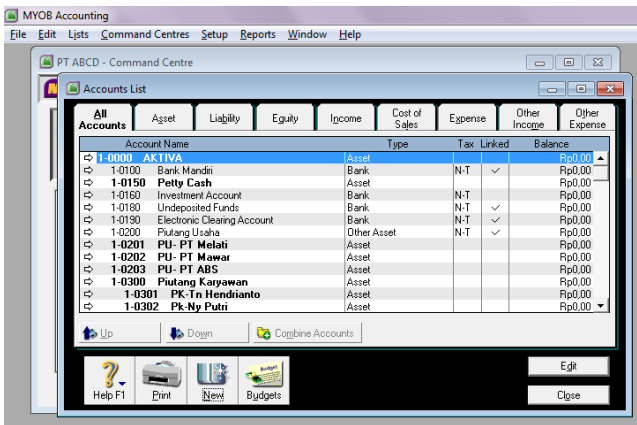 MYOB Accounting
File Edit Lists Command Centres Setup Reports Window Help
PT ABCD - Command Centre
Accounts List
All Accounts Asset Liability Equity Income Cost of Sales Expense Other Income Other Expense
Account Name Type Tax Linked Balance
1-0000 AKTIVA Asset Rp0,00
1-0100 Bank Mandiri Bank N-T ✓ Rp0,00
1-0150 Petty Cash Asset Rp0,00
1-0160 Investment Account Bank N-T Rp0,00
1-0180 Undeposited Funds Bank N-T ✓ Rp0,00
1-0190 Electronic Clearing Account Bank N-T ✓ Rp0,00
1-0200 Piutang Usaha Other Asset N-T ✓ Rp0,00
1-0201 PU- PT Melati Asset Rp0,00
1-0202 PU- PT Mawar Asset Rp0,00
1-0203 PU- PT ABS Asset Rp0,00
1-0300 Piutang Karyawan Asset Rp0,00
1-0301 PK-Tn Hendrianto Asset Rp0,00
1-0302 Pk-Ny Putri Asset Rp0,00
Up Down Combine Accounts
Budget
Help F1 Print New Budgets
Edit
Close